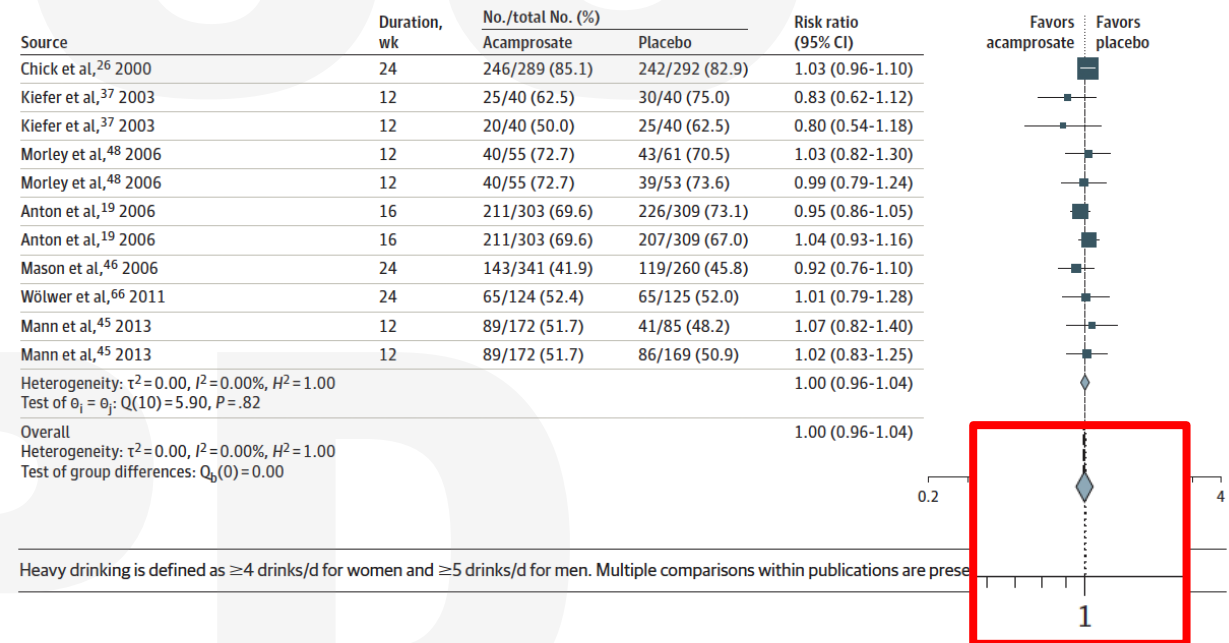 Source Duration, wk No./total No. (%) Acamprosate Placebo Risk ratio (95% CI) Favors acamprosate Favors placebo
Chick et al,26 2000 24 246/289 (85.1) 242/292 (82.9) 1.03 (0.96-1.10)
Kiefer et al,37 2003 12 25/40 (62.5) 30/40 (75.0) 0.83 (0.62-1.12)
Kiefer et al,37 2003 12 20/40 (50.0) 25/40 (62.5) 0.80 (0.54-1.18)
Morley et al,48 2006 12 40/55 (72.7) 43/61 (70.5) 1.03 (0.82-1.30)
Morley et al,48 2006 12 40/55 (72.7) 39/53 (73.6) 0.99 (0.79-1.24)
Anton et al,19 2006 16 211/303 (69.6) 226/309 (73.1) 0.95 (0.86-1.05)
Anton et al,19 2006 16 211/303 (69.6) 207/309 (67.0) 1.04 (0.93-1.16)
Mason et al,46 2006 24 143/341 (41.9) 119/260 (45.8) 0.92 (0.76-1.10)
Wölwer et al,66 2011 24 65/124 (52.4) 65/125 (52.0) 1.01 (0.79-1.28)
Mann et al,45 2013 12 89/172 (51.7) 41/85 (48.2) 1.07 (0.82-1.40)
Mann et al,45 2013 12 89/172 (51.7) 86/169 (50.9) 1.02 (0.83-1.25)
Heterogeneity: τ2 = 0.00, I2 = 0.00%, H2 = 1.00 1.00 (0.96-1.04)
Test of θi = θj: Q(10) = 5.90, P = .82
Overall 1.00 (0.96-1.04)
Heterogeneity: τ2 = 0.00, I2 = 0.00%, H2 = 1.00
Test of group differences: Qb(0) = 0.00
0.2 4
Heavy drinking is defined as ≥4 drinks/d for women and ≥5 drinks/d for men. Multiple comparisons within publications are prese
1